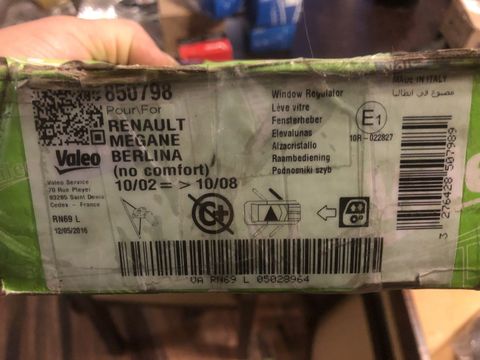 850798
Pour\For
RENAULT
MEGANE
BERLINA
(no comfort)
10/02 = > 10/08
Valeo
Valeo Service
70 Rue Pleyel
93285 Saint Denis
Cedex - France
RN69 L
12/05/2016
Window Regulator
Lève vitre
Fensterheber
Elevalunas
Alzacristallo
Raambediening
Podnosniki szyb
E1
10R-022827
MADE IN ITALY
مصنوع في ايطاليا
3 276428 507989
VA RN69 L 05028964